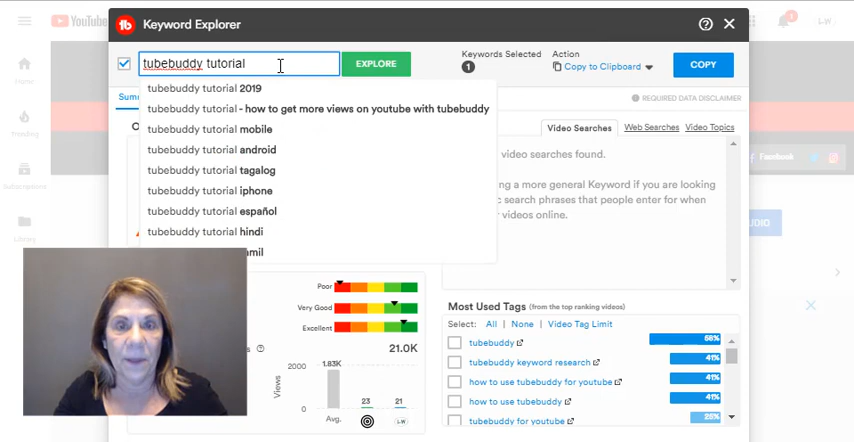 YouTube
tb Keyword Explorer
L-W
tubebuddy tutorial
EXPLORE
Keywords Selected
1
Action
Copy to Clipboard
COPY
Home
Trending
Subscriptions
Library
tubebuddy tutorial 2019
tubebuddy tutorial - how to get more views on youtube with tubebuddy
tubebuddy tutorial mobile
tubebuddy tutorial android
tubebuddy tutorial tagalog
tubebuddy tutorial iphone
tubebuddy tutorial español
tubebuddy tutorial hindi
REQUIRED DATA DISCLAIMER
Video Searches
Web Searches
Video Topics
video searches found.
ng a more general Keyword if you are looking
c search phrases that people enter for when
videos online.
Facebook
Poor
Very Good
Excellent
21.0K
Views
2000
0
1.83K
Avg.
23
21
L-W
Most Used Tags (from the top ranking videos)
Select: All | None | Video Tag Limit
tubebuddy 58%
tubebuddy keyword research 41%
how to use tubebuddy for youtube 41%
how to use tubebuddy 41%
tubebuddy for youtube 25%